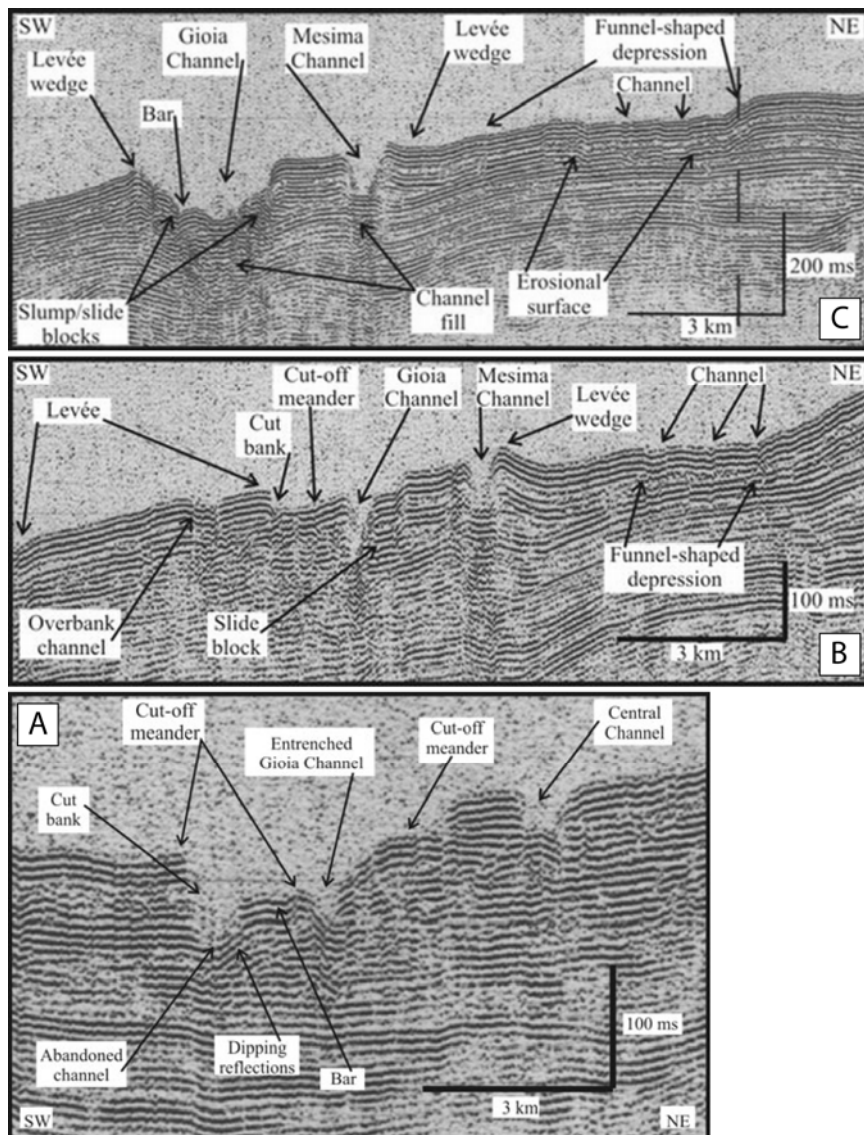 SW
Gioia
Channel
Mesima
Channel
Levée
wedge
Funnel-shaped
depression
NE
Levée
wedge
Bar
Channel
Slump/slide
blocks
Channel
fill
Erosional
surface
200 ms
3 km
C
SW
Cut-off
meander
Gioia
Channel
Mesima
Channel
Channel
NE
Levée
Cut
bank
Levée
wedge
Overbank
channel
Slide
block
Funnel-shaped
depression
100 ms
3 km
B
A
Cut-off
meander
Entrenched
Gioia Channel
Cut-off
meander
Central
Channel
Cut
bank
Abandoned
channel
Dipping
reflections
Bar
100 ms
3 km
SW
NE